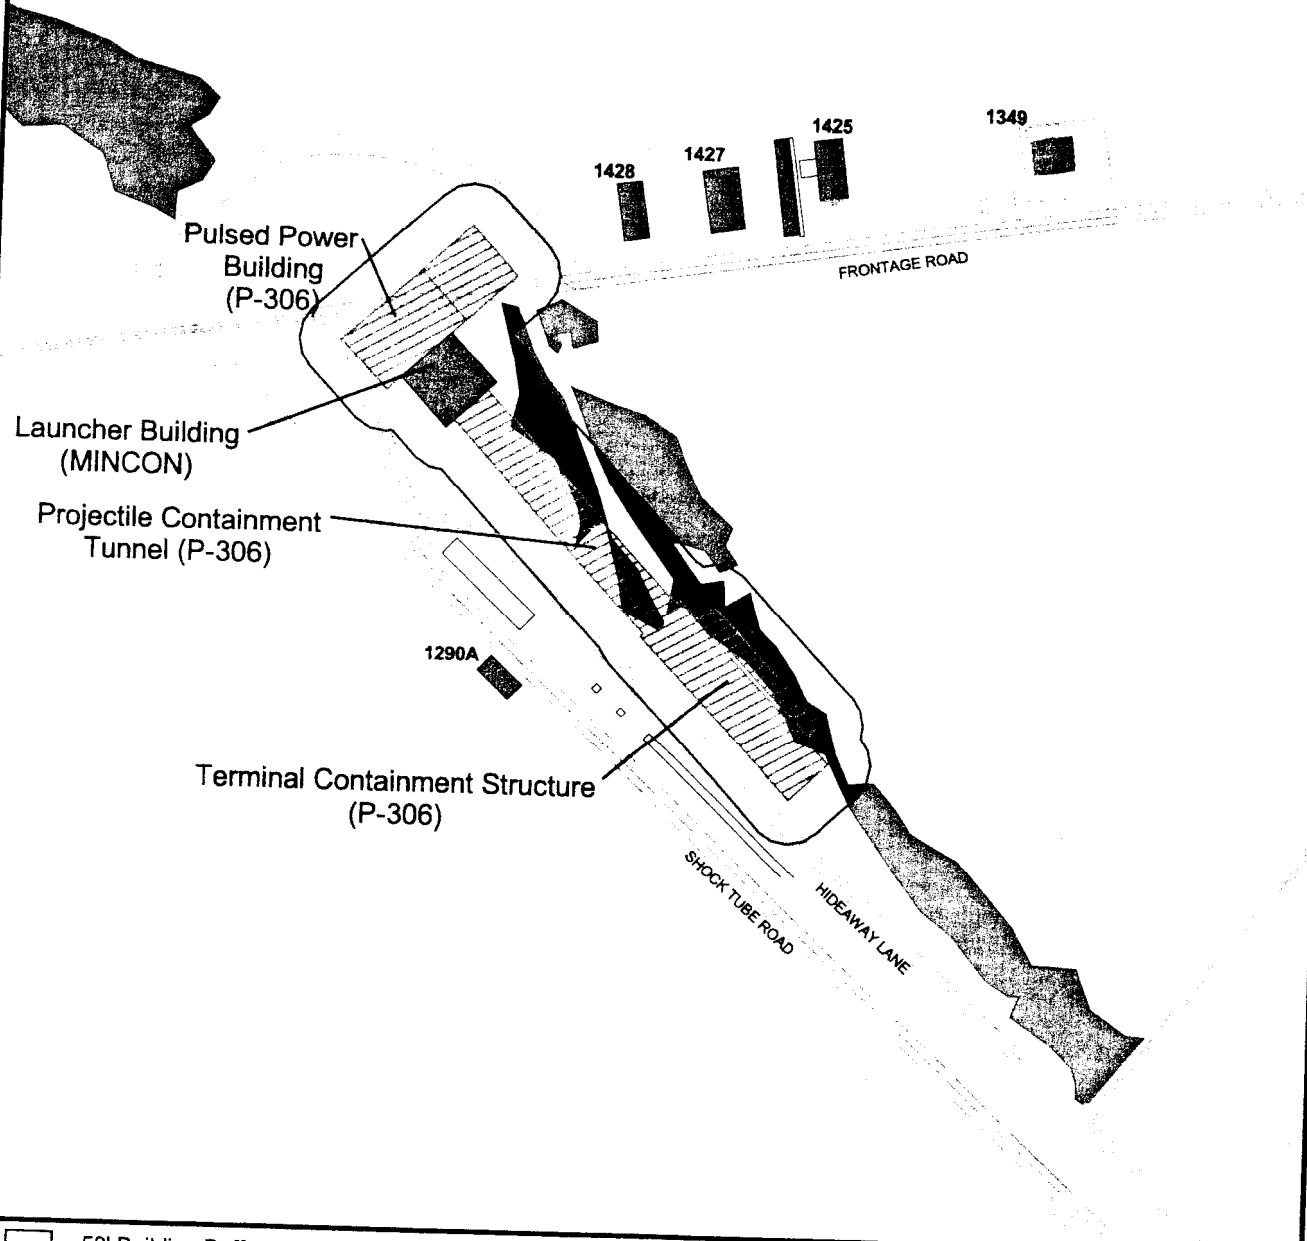 1349
1425
1427
1428
Pulsed Power
Building
(P-306)
FRONTAGE ROAD
Launcher Building
(MINCON)
Projectile Containment
Tunnel (P-306)
1290A
Terminal Containment Structure
(P-306)
SHOCK TUBE ROAD
HIDEAWAY LANE